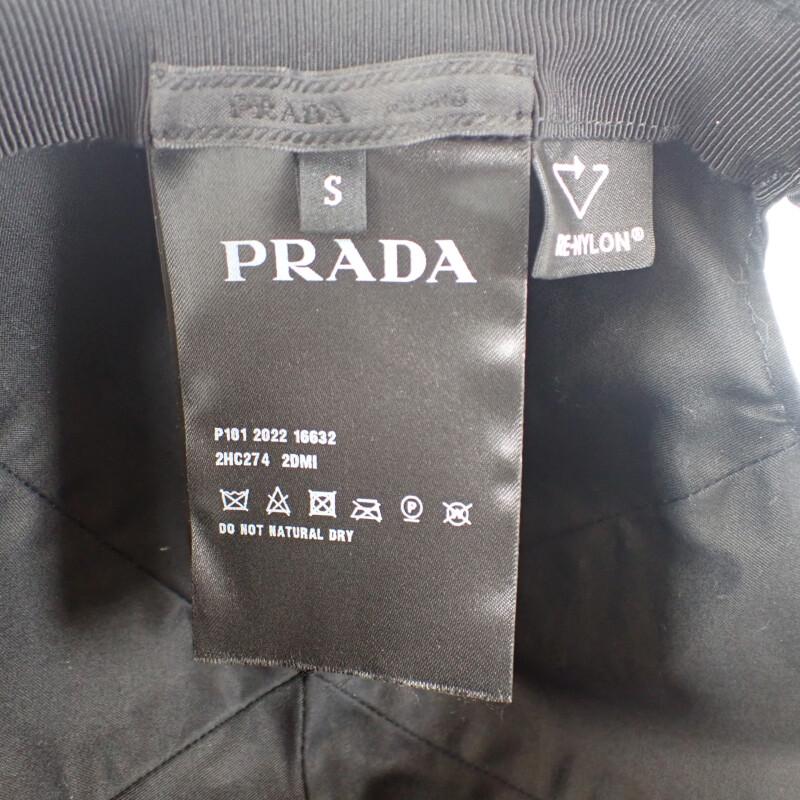 PRADA
S
PRADA
RE-NYLON®
P101 2022 16632
2HC274 2DMI
P
W
DO NOT NATURAL DRY